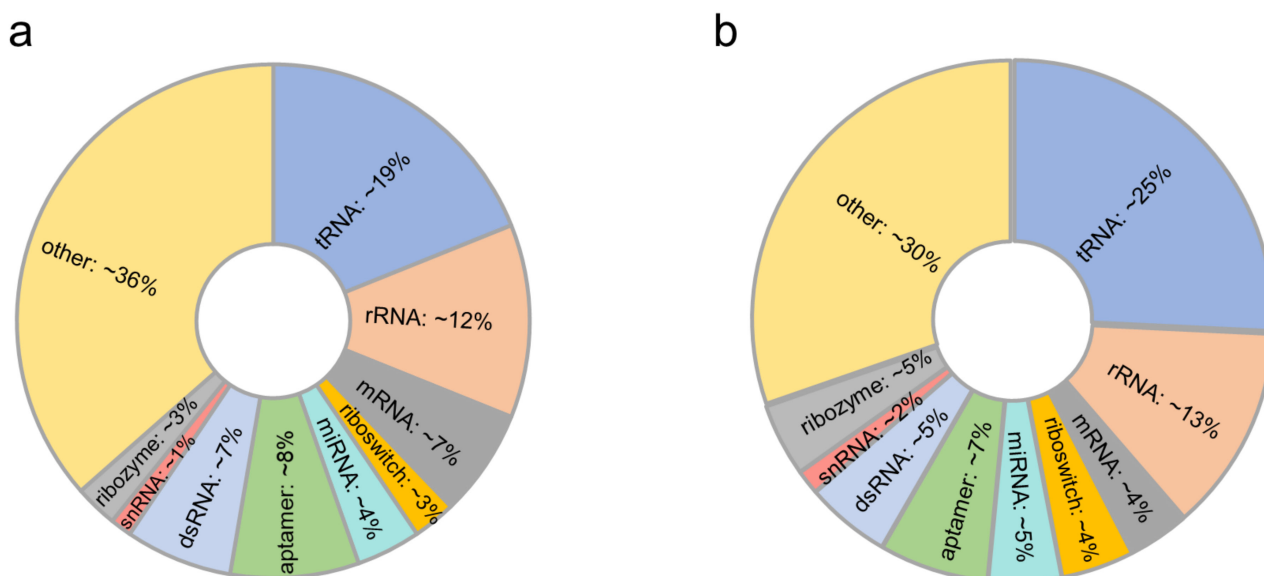 a
tRNA: ~19%
rRNA: ~12%
mRNA: ~7%
riboswitch: ~3%
miRNA: ~4%
aptamer: ~8%
dsRNA: ~7%
snRNA: ~1%
ribozyme: ~3%
other: ~36%
b
tRNA: ~25%
rRNA: ~13%
mRNA: ~4%
riboswitch: ~4%
miRNA: ~5%
aptamer: ~7%
dsRNA: ~5%
snRNA: ~2%
ribozyme: ~5%
other: ~30%